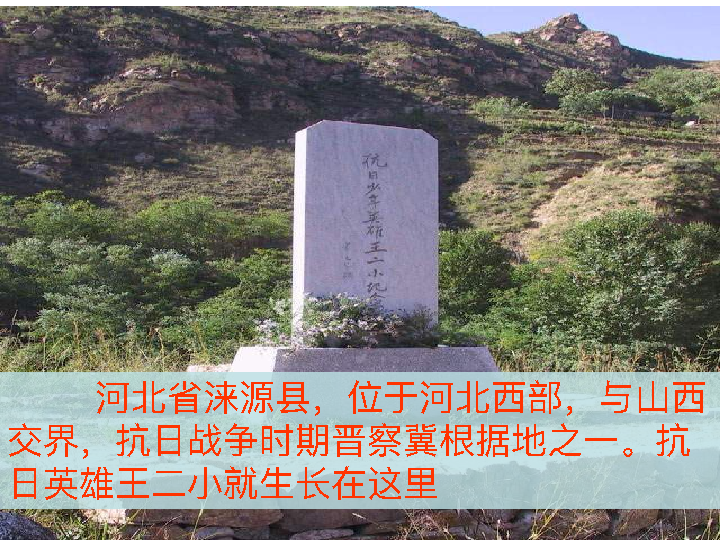 抗日少年英雄王二小纪念
河北省涞源县，位于河北西部，与山西
交界，抗日战争时期晋察冀根据地之一。抗
日英雄王二小就生长在这里